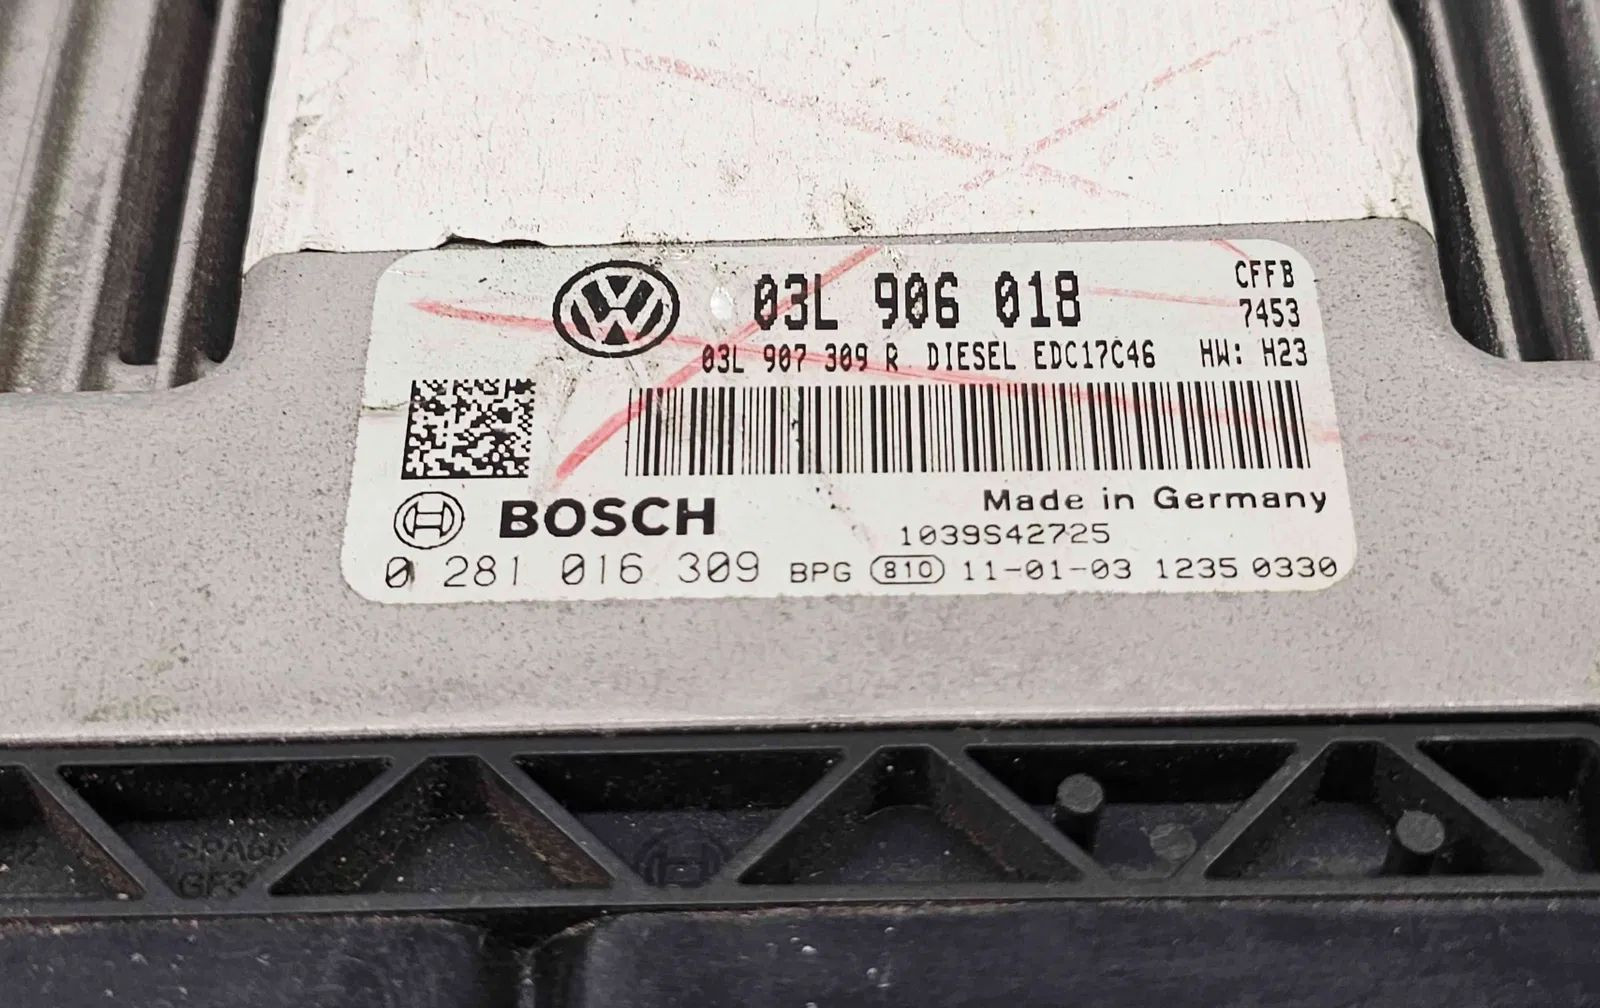 03L 906 018
CFFB
7453
03L 907 309 R DIESEL EDC17C46 HW: H23
BOSCH
Made in Germany
1039S42725
0 281 016 309 BPG 810 11-01-03 1235 0330